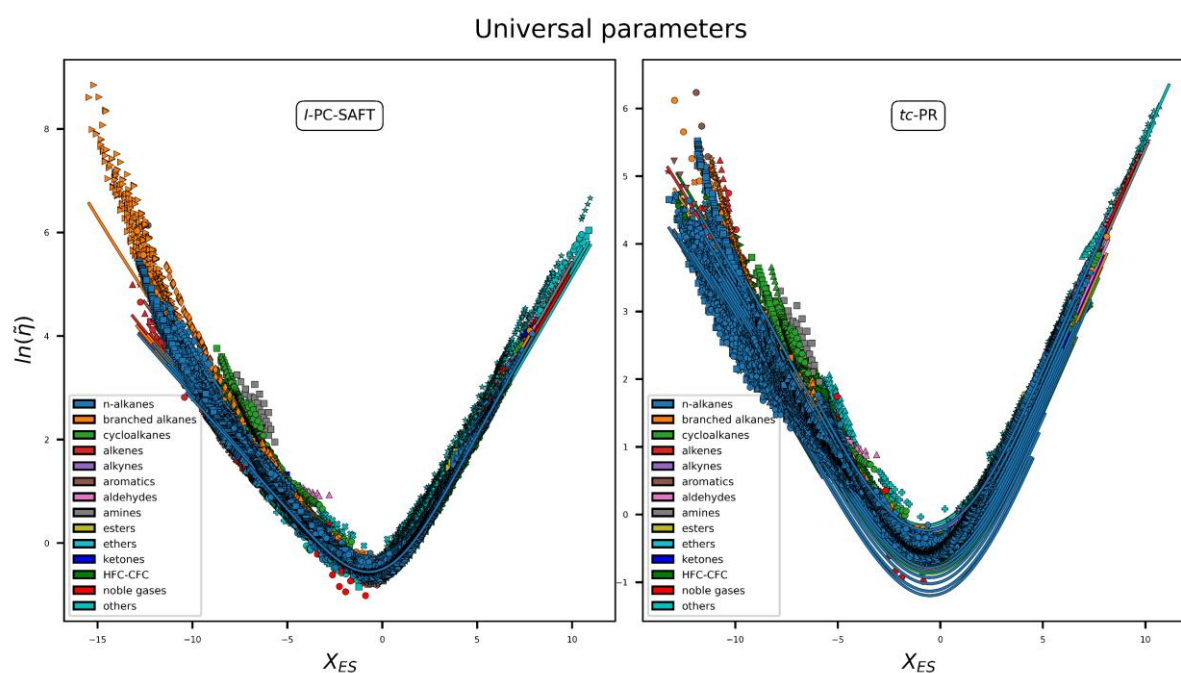 Universal parameters
I-PC-SAFT
ln(η̃)
8
6
4
2
0
n-alkanes
branched alkanes
cycloalkanes
alkenes
alkynes
aromatics
aldehydes
amines
esters
ethers
ketones
HFC-CFC
noble gases
others
−15
−10
−5
0
5
10
X_ES
tc-PR
6
5
4
3
2
1
0
−1
n-alkanes
branched alkanes
cycloalkanes
alkenes
alkynes
aromatics
aldehydes
amines
esters
ethers
ketones
HFC-CFC
noble gases
others
−10
−5
0
5
10
X_ES